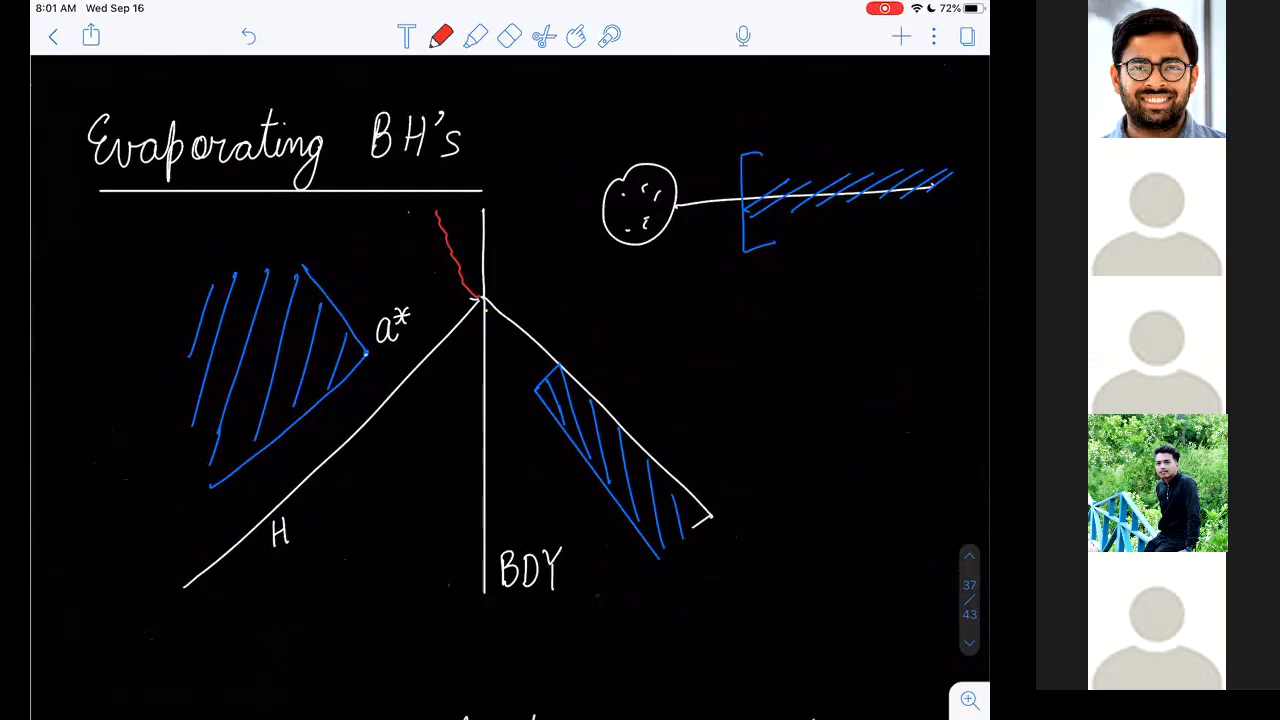 8:01 AM Wed Sep 16
72%
T
Evaporating BH's
a*
H
BDY
37
43